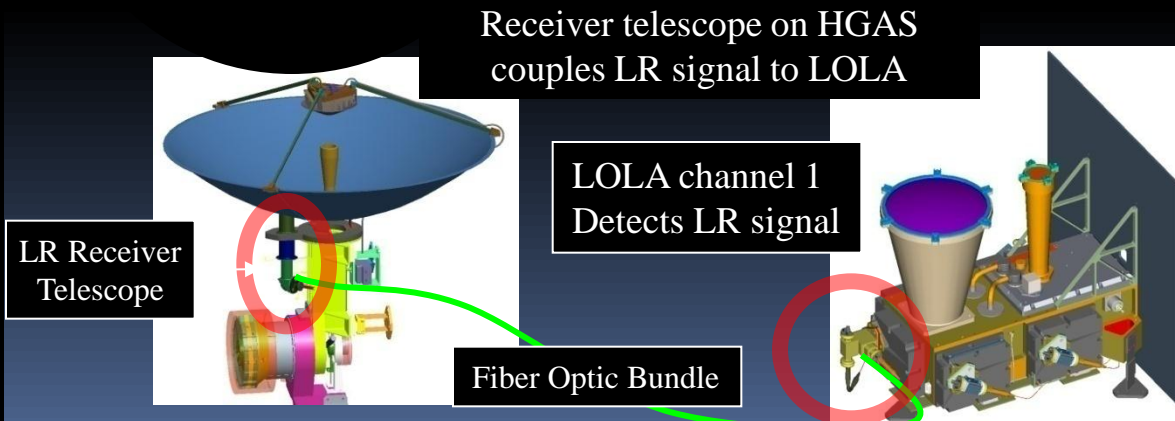 Receiver telescope on HGAS
couples LR signal to LOLA
LOLA channel 1
Detects LR signal
LR Receiver
Telescope
Fiber Optic Bundle